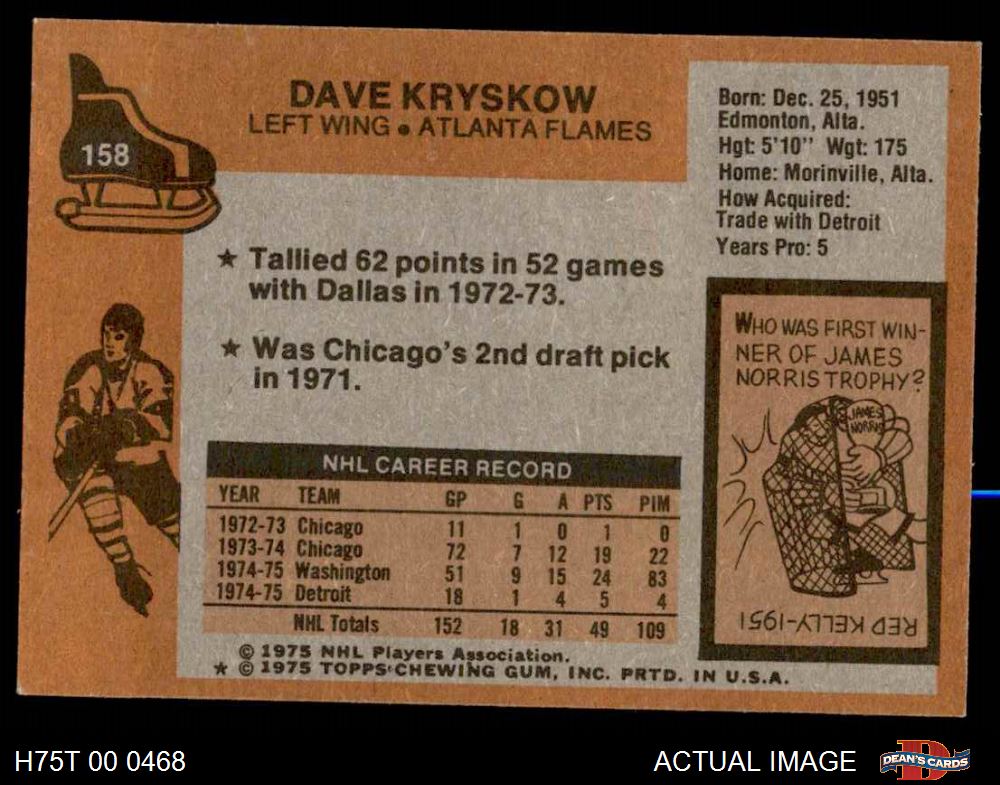 158
DAVE KRYSKOW
LEFT WING • ATLANTA FLAMES
Born: Dec. 25, 1951
Edmonton, Alta.
Hgt: 5'10" Wgt: 175
Home: Morinville, Alta.
How Acquired:
Trade with Detroit
Years Pro: 5
★ Tallied 62 points in 52 games
with Dallas in 1972-73.
★ Was Chicago's 2nd draft pick
in 1971.
NHL CAREER RECORD
YEAR TEAM GP G A PTS PIM
1972-73 Chicago 11 1 0 1 0
1973-74 Chicago 72 7 12 19 22
1974-75 Washington 51 9 15 24 83
1974-75 Detroit 18 1 4 5 4
NHL Totals 152 18 31 49 109
© 1975 NHL Players Association.
★ © 1975 TOPPS CHEWING GUM, INC. PRTD. IN U.S.A.
WHO WAS FIRST WIN-
NER OF JAMES
NORRIS TROPHY?
JAMES
NORRIS
RED KELLY-1951
H75T 00 0468
ACTUAL IMAGE
D
DEAN'S CARDS